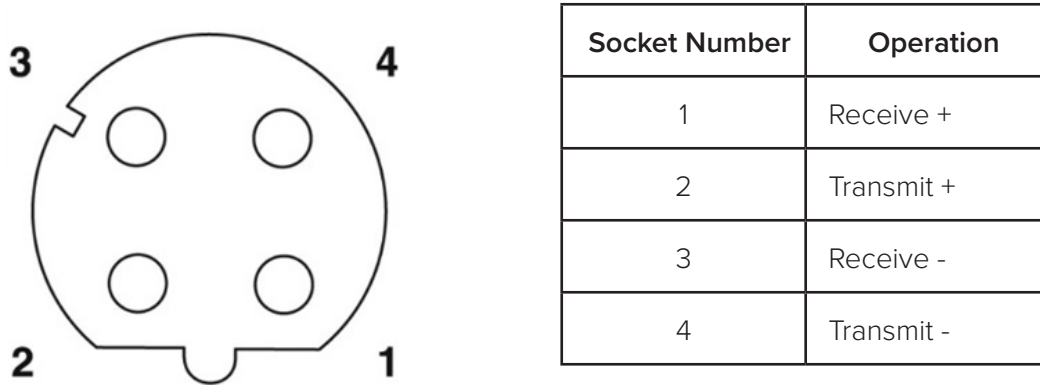 3
4
2
1
Socket Number Operation
1 Receive +
2 Transmit +
3 Receive -
4 Transmit -